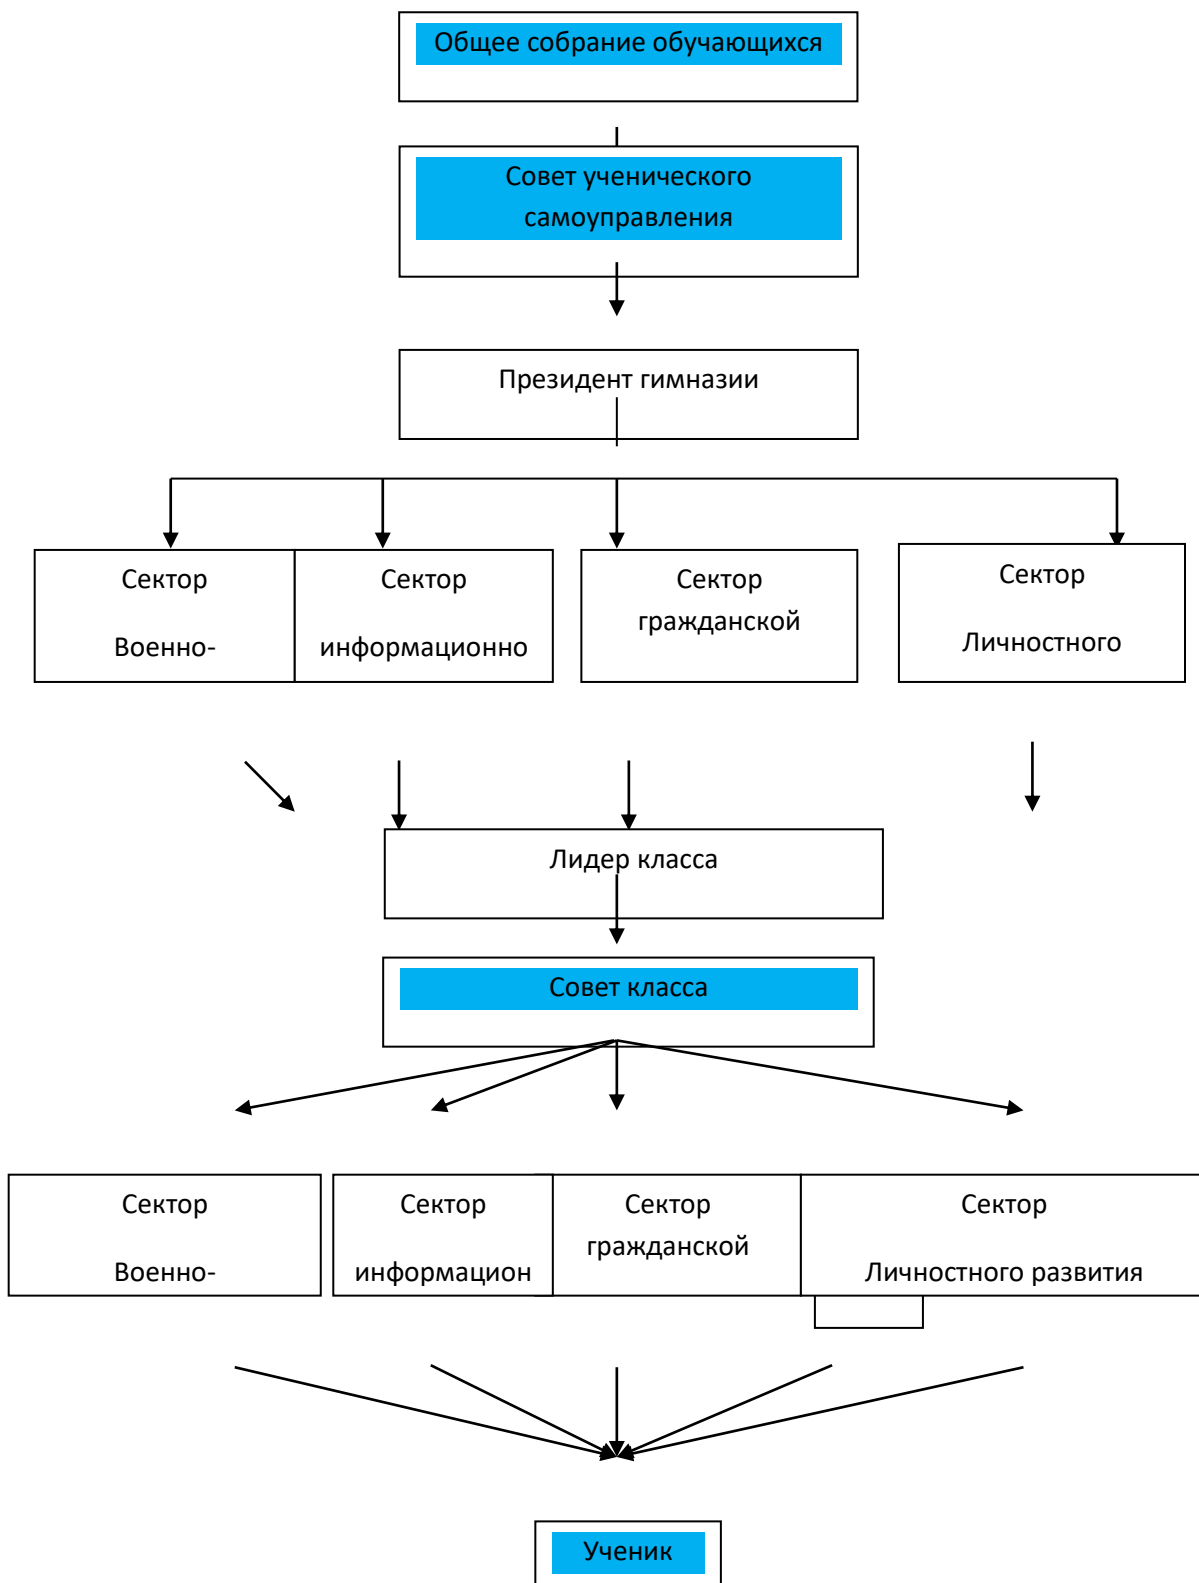 Общее собрание обучающихся
Совет ученического
самоуправления
Президент гимназии
Сектор
Военно-
Сектор
информационно
Сектор
гражданской
Сектор
Личностного
Лидер класса
Совет класса
Сектор
Военно-
Сектор
информацион
Сектор
гражданской
Сектор
Личностного развития
Ученик